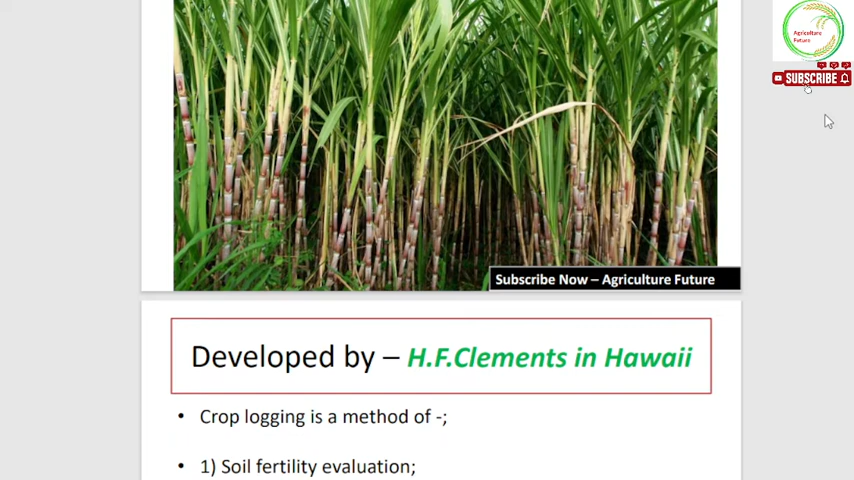 Agriculture
Future
SUBSCRIBE
Subscribe Now – Agriculture Future
Developed by – H.F.Clements in Hawaii
• Crop logging is a method of -;
• 1) Soil fertility evaluation;